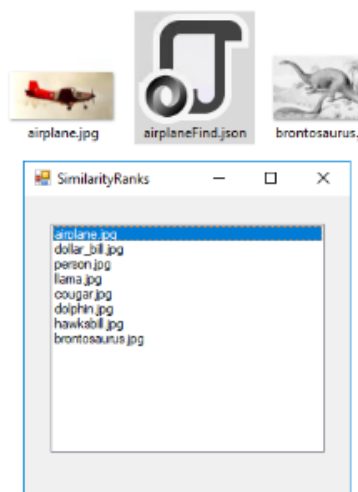 airplane.jpg
airplaneFind.json
brontosaurus.
SimilarityRanks
airplane.jpg
dollar_bill.jpg
person.jpg
llama.jpg
cougar.jpg
dolphin.jpg
hawksbill.jpg
brontosaurus.jpg